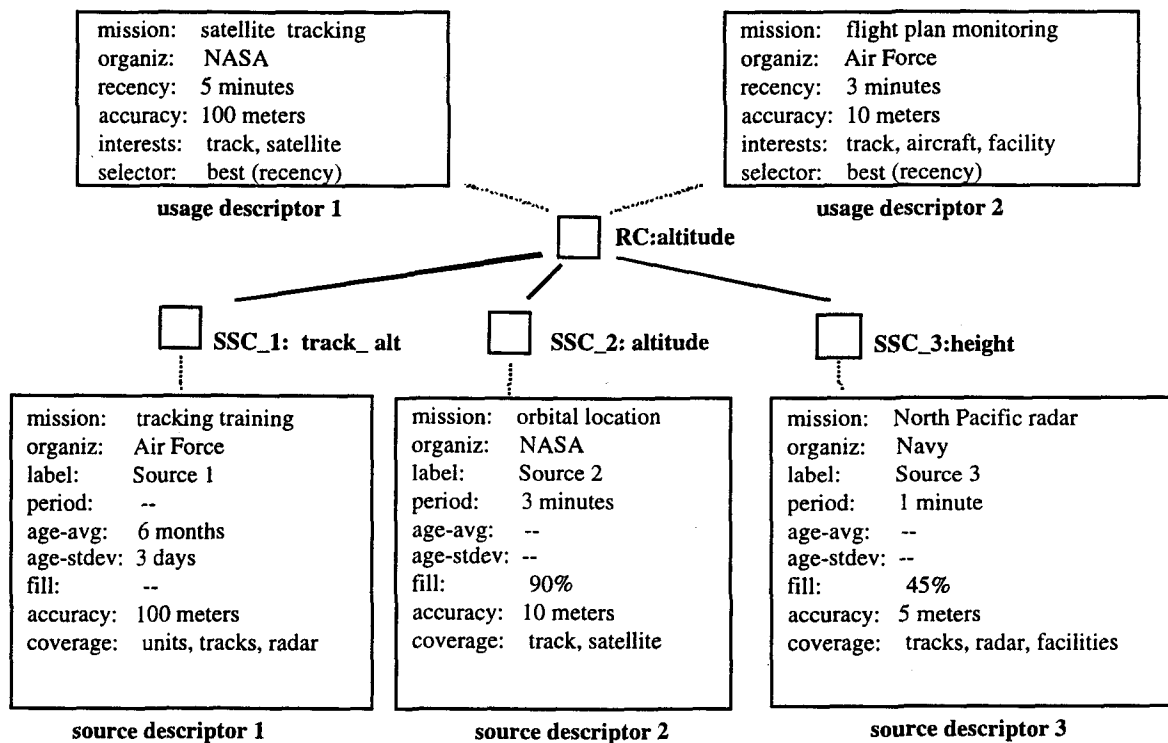 mission: satellite tracking
organiz: NASA
recency: 5 minutes
accuracy: 100 meters
interests: track, satellite
selector: best (recency)
usage descriptor 1
mission: flight plan monitoring
organiz: Air Force
recency: 3 minutes
accuracy: 10 meters
interests: track, aircraft, facility
selector: best (recency)
usage descriptor 2
RC:altitude
SSC_1: track_ alt
SSC_2: altitude
SSC_3:height
mission: tracking training
organiz: Air Force
label: Source 1
period: --
age-avg: 6 months
age-stdev: 3 days
fill: --
accuracy: 100 meters
coverage: units, tracks, radar
source descriptor 1
mission: orbital location
organiz: NASA
label: Source 2
period: 3 minutes
age-avg: --
age-stdev: --
fill: 90%
accuracy: 10 meters
coverage: track, satellite
source descriptor 2
mission: North Pacific radar
organiz: Navy
label: Source 3
period: 1 minute
age-avg: --
age-stdev: --
fill: 45%
accuracy: 5 meters
coverage: tracks, radar, facilities
source descriptor 3